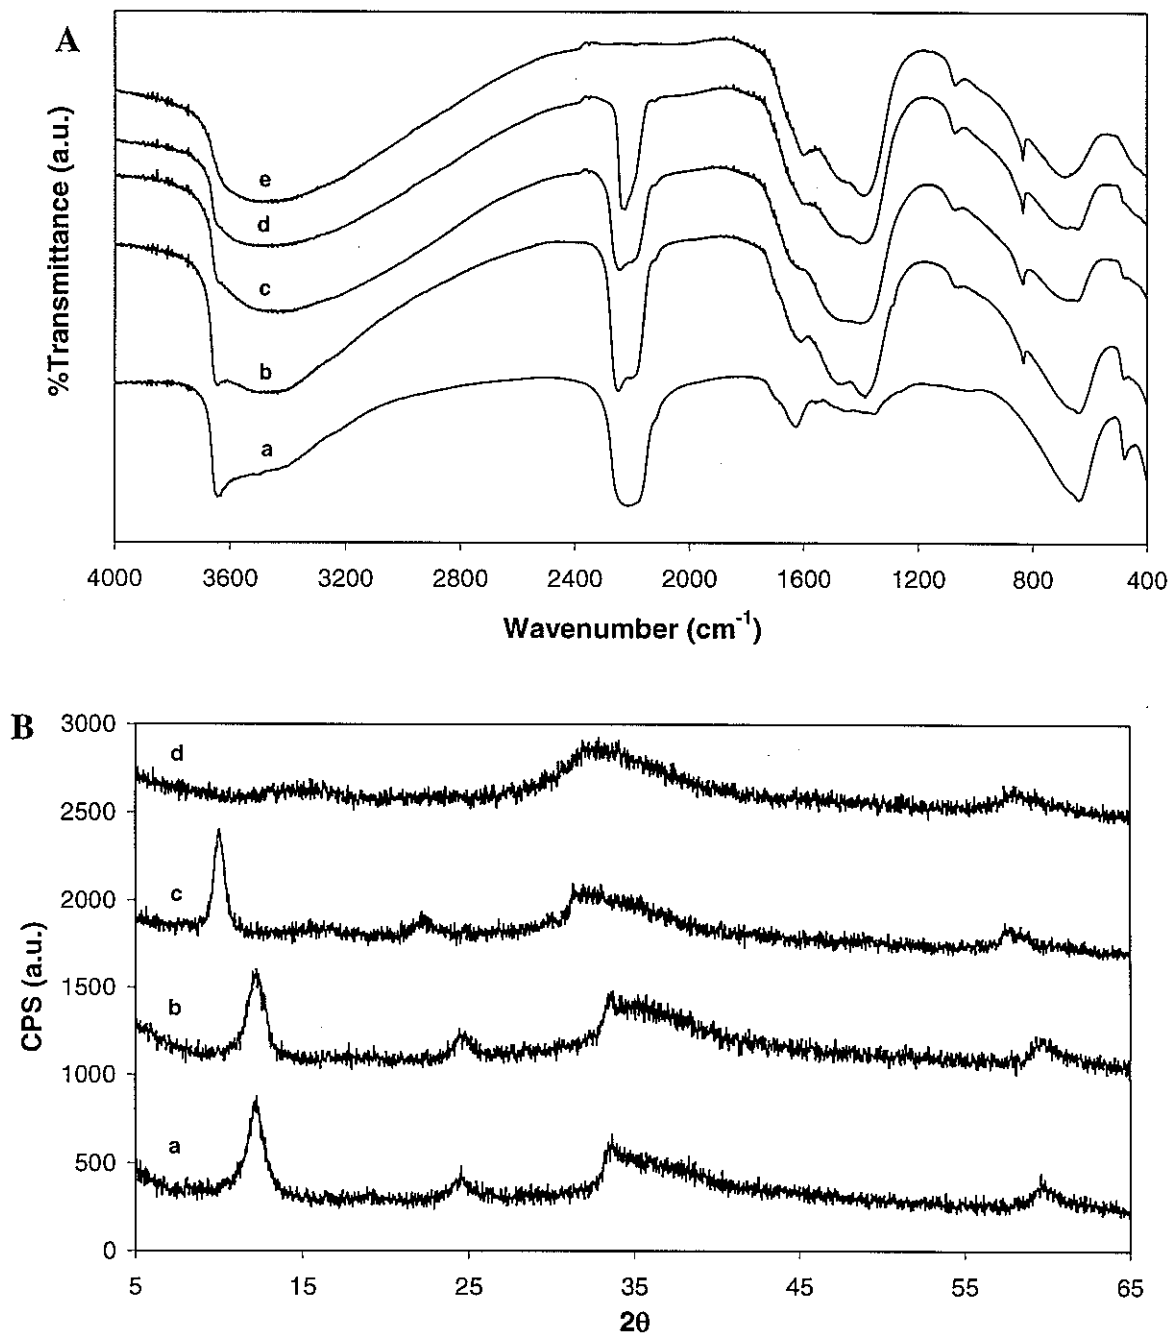 A
%Transmittance (a.u.)
e
d
c
b
a
4000 3600 3200 2800 2400 2000 1600 1200 800 400
Wavenumber (cm⁻¹)
B
CPS (a.u.)
3000
2500
2000
1500
1000
500
0
d
c
b
a
5 15 25 35 45 55 65
2θ